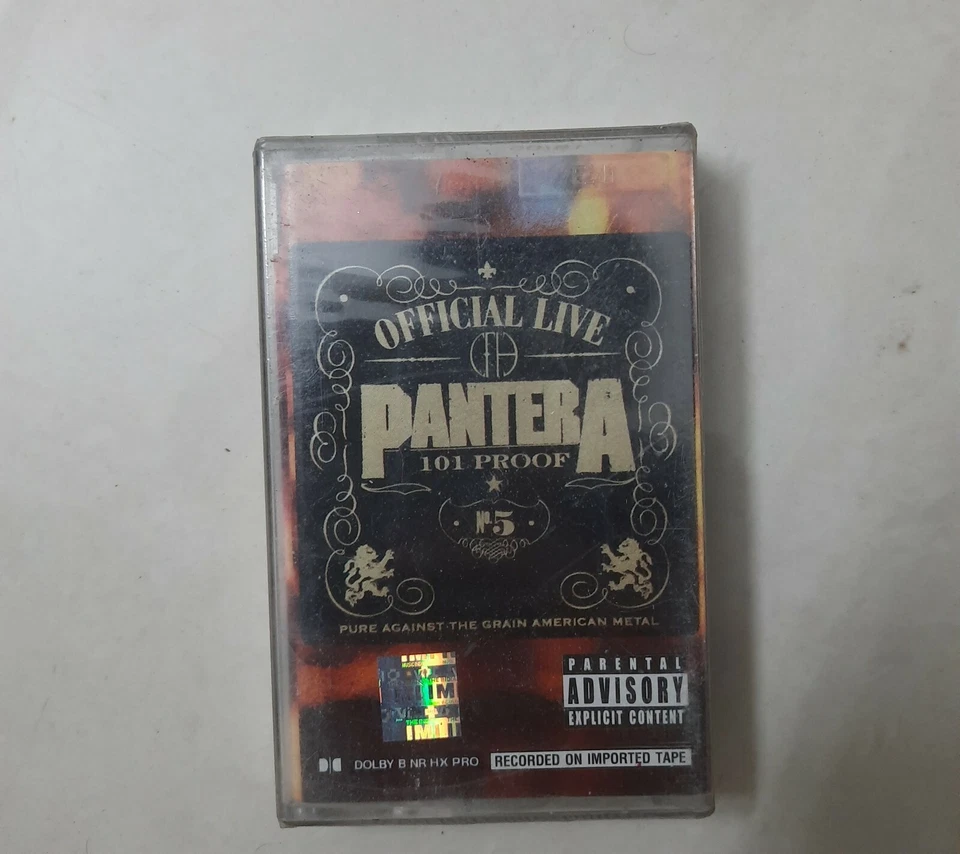 OFFICIAL LIVE
CFH
PANTERA
101 PROOF
Nº5
PURE AGAINST THE GRAIN AMERICAN METAL
PARENTAL
ADVISORY
EXPLICIT CONTENT
DOLBY B NR HX PRO
RECORDED ON IMPORTED TAPE